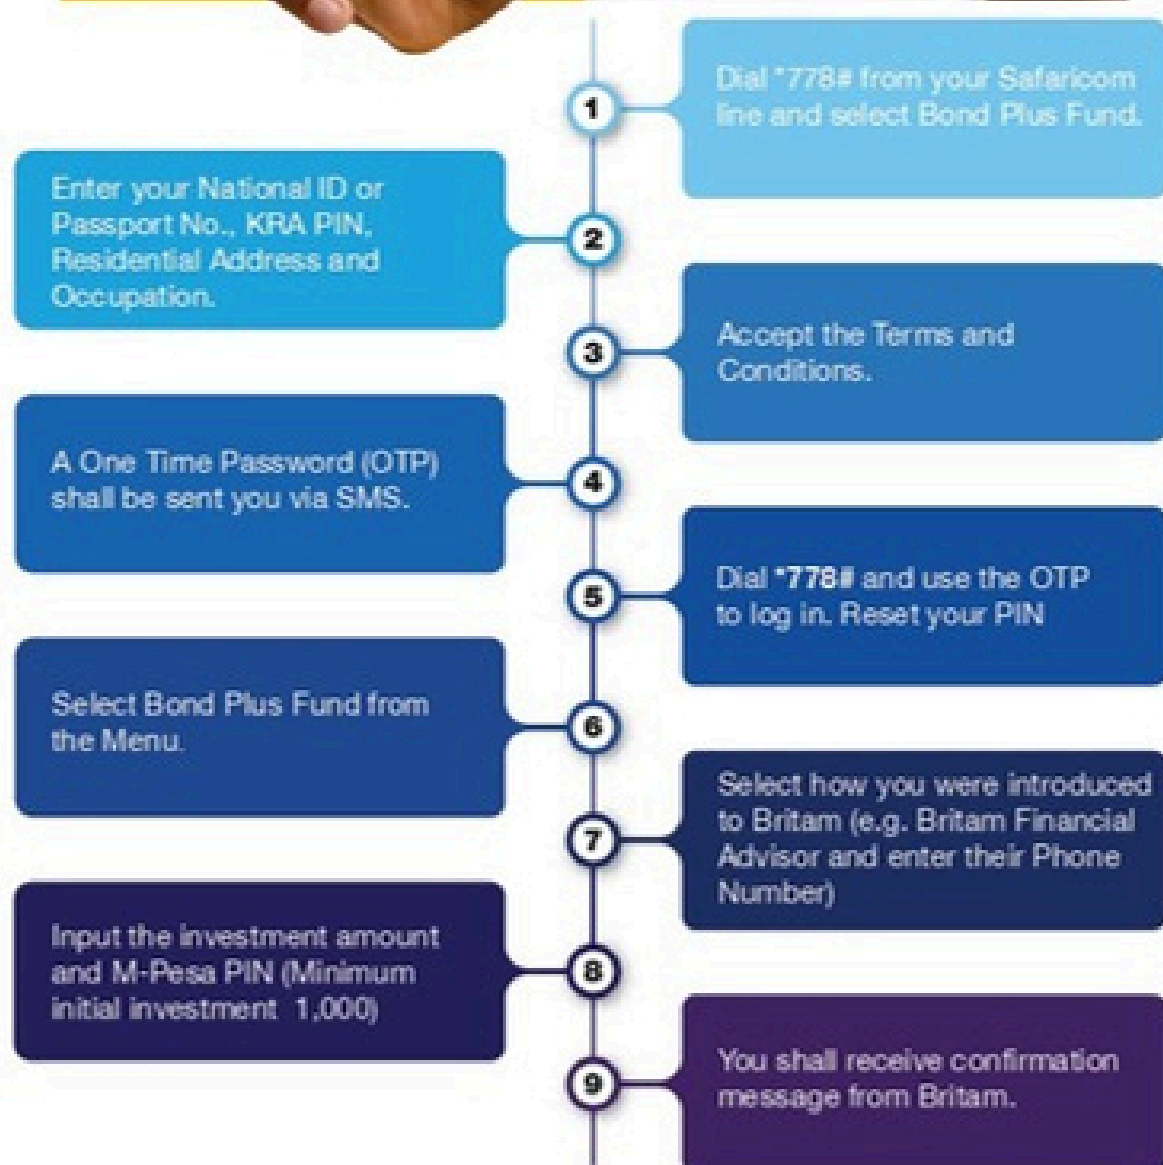 1
Dial *778# from your Safaricom
line and select Bond Plus Fund.
2
Enter your National ID or
Passport No., KRA PIN,
Residential Address and
Occupation.
3
Accept the Terms and
Conditions.
4
A One Time Password (OTP)
shall be sent you via SMS.
5
Dial *778# and use the OTP
to log in. Reset your PIN
6
Select Bond Plus Fund from
the Menu.
7
Select how you were introduced
to Britam (e.g. Britam Financial
Advisor and enter their Phone
Number)
8
Input the investment amount
and M-Pesa PIN (Minimum
initial investment 1,000)
9
You shall receive confirmation
message from Britam.